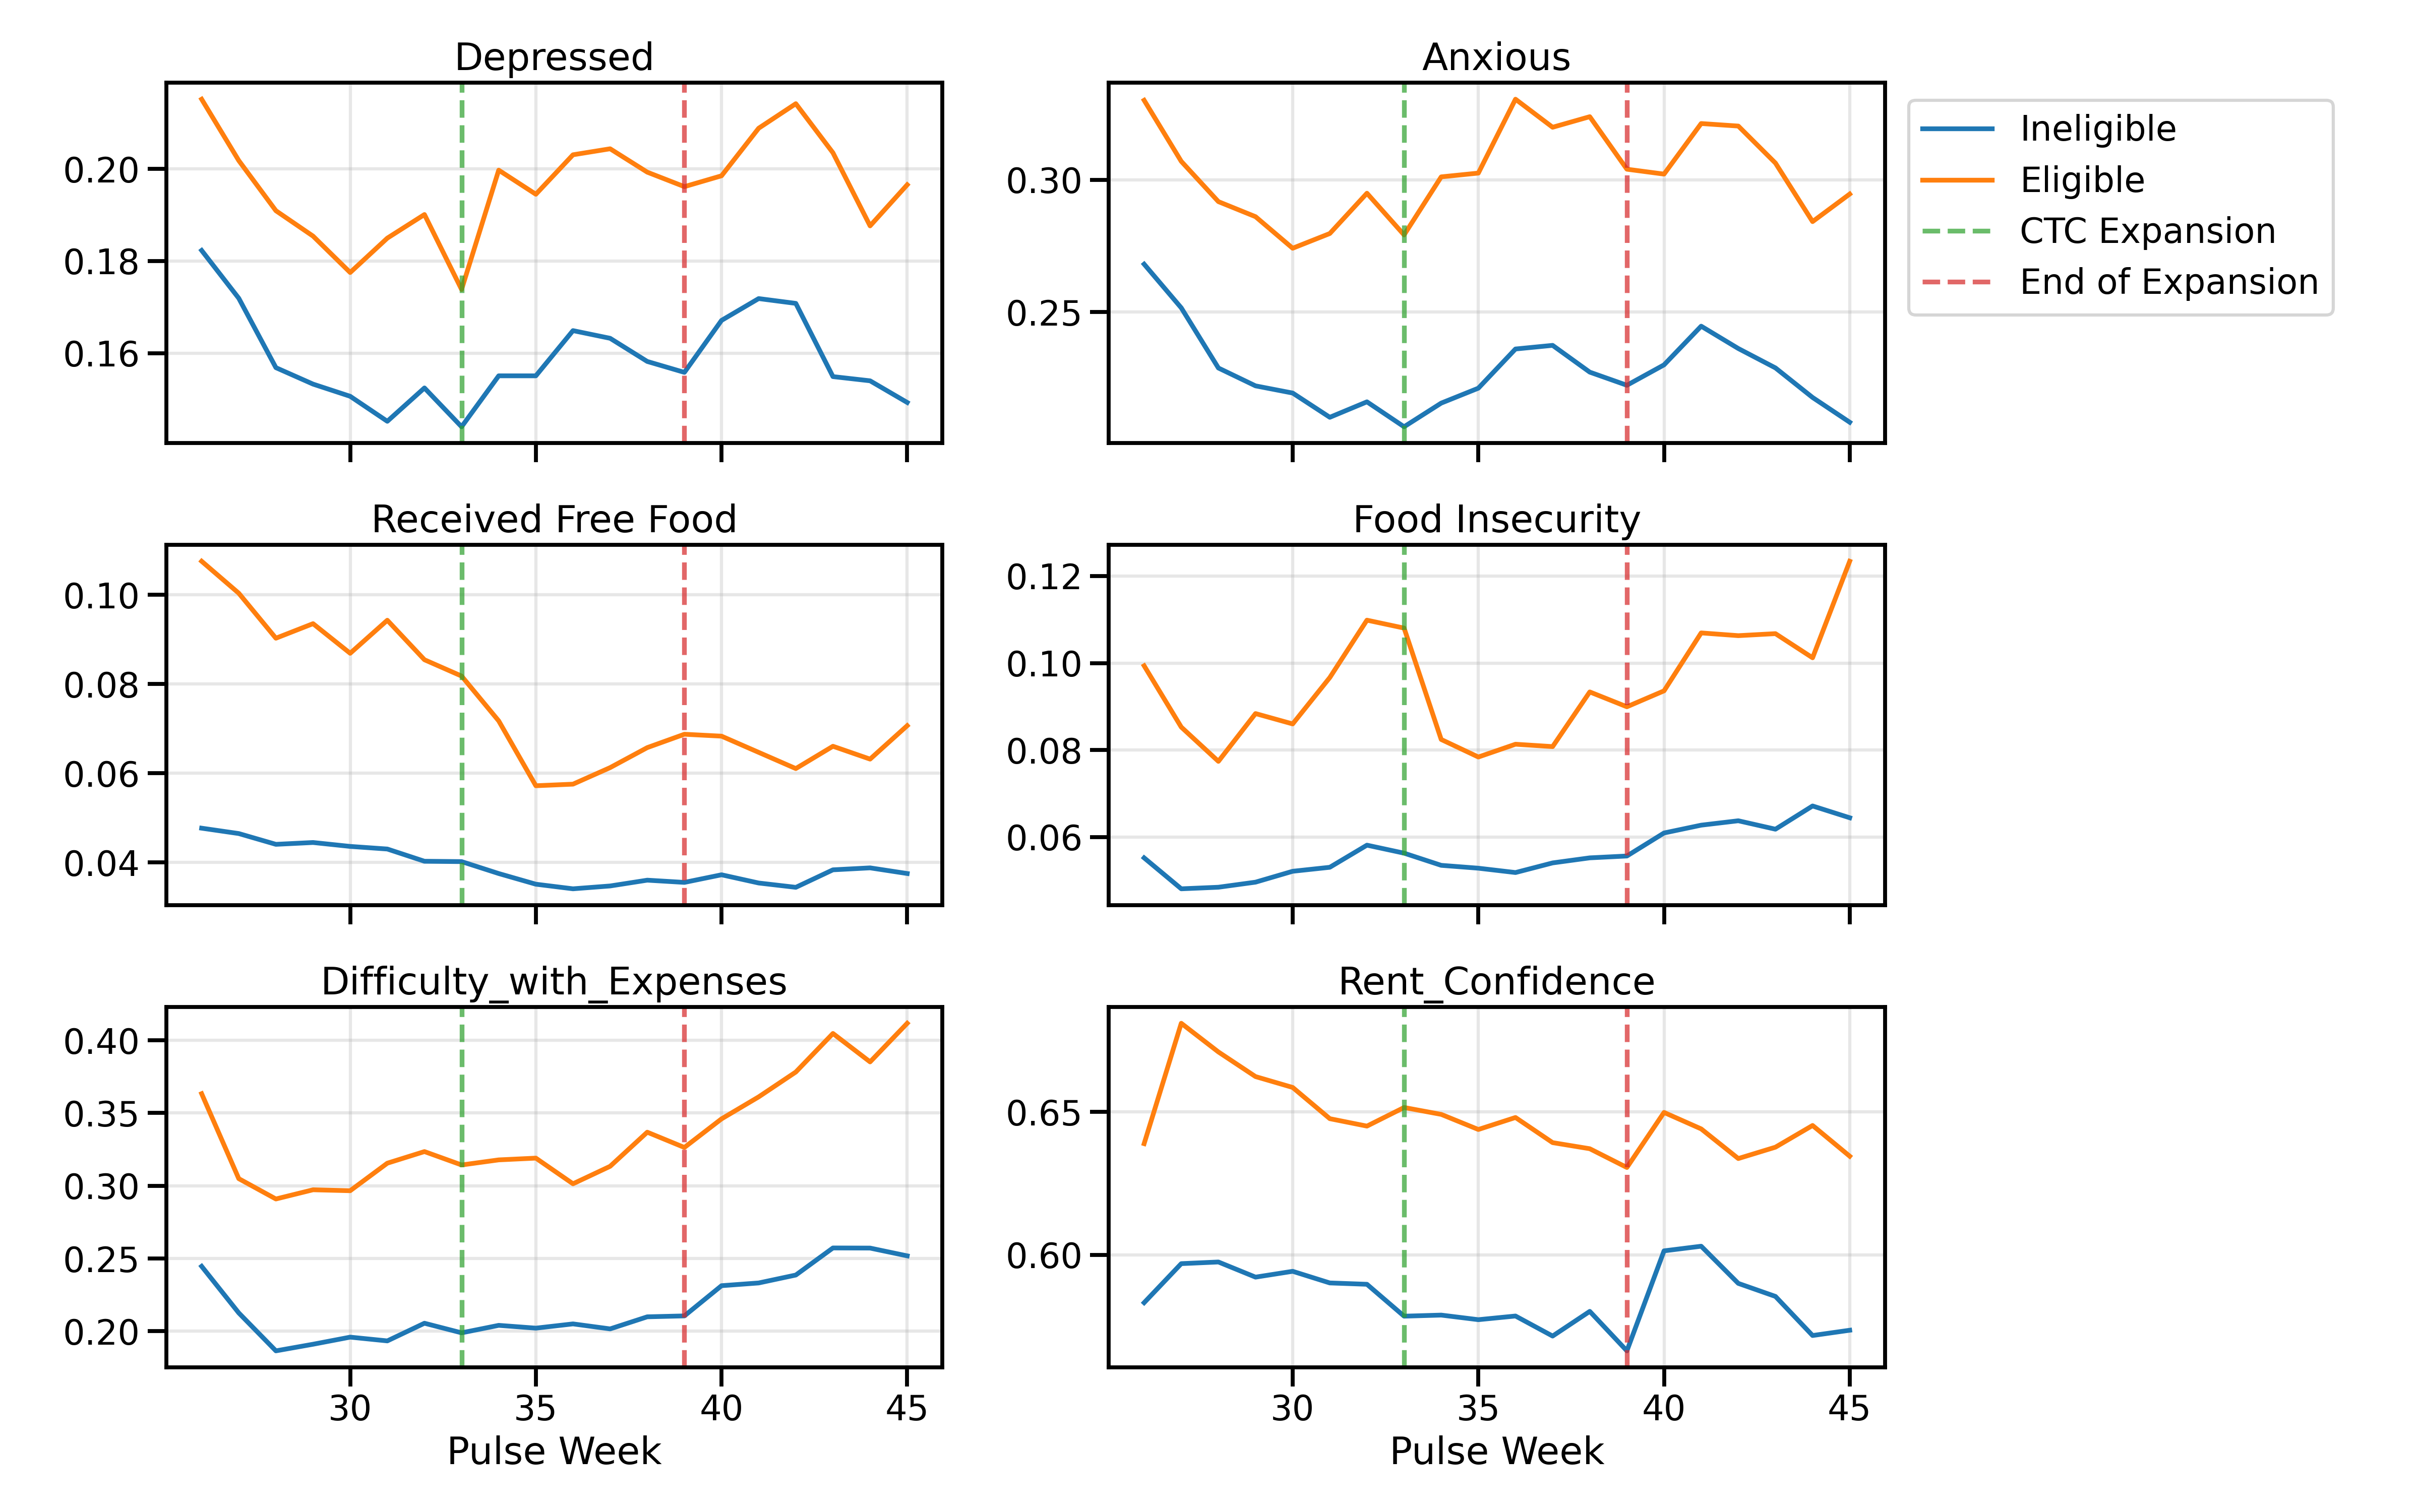 Depressed
0.20
0.18
0.16
Anxious
0.30
0.25
Ineligible
Eligible
CTC Expansion
End of Expansion
Received Free Food
0.10
0.08
0.06
0.04
Food Insecurity
0.12
0.10
0.08
0.06
Difficulty_with_Expenses
0.40
0.35
0.30
0.25
0.20
30 35 40 45
Pulse Week
Rent_Confidence
0.65
0.60
30 35 40 45
Pulse Week